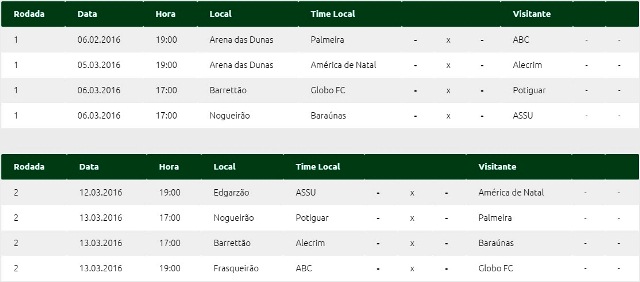 Rodada Data Hora Local Time Local Visitante
1 06.02.2016 19:00 Arena das Dunas Palmeira - x - ABC - -
1 05.03.2016 19:00 Arena das Dunas América de Natal - x - Alecrim - -
1 06.03.2016 17:00 Barrettão Globo FC - x - Potiguar - -
1 06.03.2016 17:00 Nogueirão Baraúnas - x - ASSU - -
Rodada Data Hora Local Time Local Visitante
2 12.03.2016 19:00 Edgarzão ASSU - x - América de Natal - -
2 13.03.2016 17:00 Nogueirão Potiguar - x - Palmeira - -
2 13.03.2016 17:00 Barrettão Alecrim - x - Baraúnas - -
2 13.03.2016 19:00 Frasqueirão ABC - x - Globo FC - -